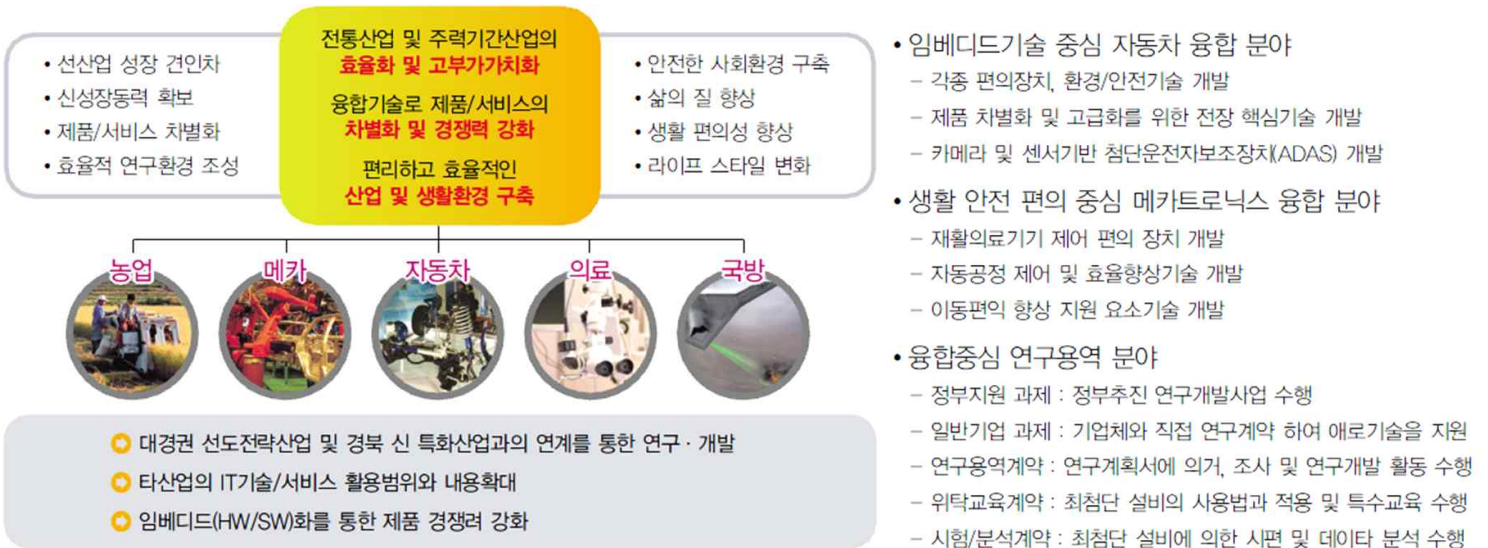 전통산업 및 주력기간산업의
효율화 및 고부가가치화
융합기술로 제품/서비스의
차별화 및 경쟁력 강화
편리하고 효율적인
산업 및 생활환경 구축
• 선산업 성장 견인차
• 신성장동력 확보
• 제품/서비스 차별화
• 효율적 연구환경 조성
• 안전한 사회환경 구축
• 삶의 질 향상
• 생활 편의성 향상
• 라이프 스타일 변화
농업
메카
자동차
의료
국방
대경권 선도전략산업 및 경북 신 특화산업과의 연계를 통한 연구 · 개발
타산업의 IT기술/서비스 활용범위와 내용확대
임베디드(HW/SW)화를 통한 제품 경쟁려 강화
• 임베디드기술 중심 자동차 융합 분야
– 각종 편의장치, 환경/안전기술 개발
– 제품 차별화 및 고급화를 위한 전장 핵심기술 개발
– 카메라 및 센서기반 첨단운전자보조장치(ADAS) 개발
• 생활 안전 편의 중심 메카트로닉스 융합 분야
– 재활의료기기 제어 편의 장치 개발
– 자동공정 제어 및 효율향상기술 개발
– 이동편익 향상 지원 요소기술 개발
• 융합중심 연구용역 분야
– 정부지원 과제 : 정부추진 연구개발사업 수행
– 일반기업 과제 : 기업체와 직접 연구계약 하여 애로기술을 지원
– 연구용역계약 : 연구계획서에 의거, 조사 및 연구개발 활동 수행
– 위탁교육계약 : 최첨단 설비의 사용법과 적용 및 특수교육 수행
– 시험/분석계약 : 최첨단 설비에 의한 시편 및 데이타 분석 수행